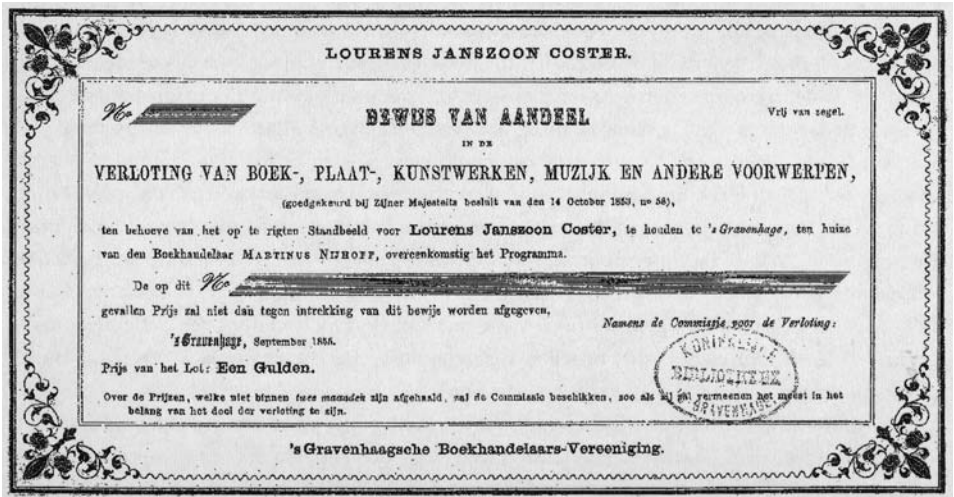 LOURENS JANSZOON COSTER.
No
BEWIJS VAN AANDEEL
Vrij van zegel.
IN DE
VERLOTING VAN BOEK-, PLAAT-, KUNSTWERKEN, MUZIJK EN ANDERE VOORWERPEN,
(goedgekeurd bij Zijner Majesteits besluit van den 14 October 1853, no 58),
ten behoeve van het op te rigten Standbeeld voor Lourens Janszoon Coster, te houden te 's Gravenhage, ten huize
van den Boekhandelaar MARTINUS NIJHOFF, overeenkomstig het Programma.
De op dit No
gevallen Prijs zal niet dan tegen intrekking van dit bewijs worden afgegeven.
Namens de Commissie voor de Verloting:
's Gravenhage, September 1855.
Prijs van het Lot: Een Gulden.
KONINKLIJKE
BIBLIOTHEEK
'S GRAVENHAGE
Over de Prijzen, welke niet binnen twee maanden zijn afgehaald, zal de Commissie beschikken, zoo als zij zal vermeenen het meest in het
belang van het doel der verloting te zijn.
's Gravenhaagsche Boekhandelaars-Vereeniging.